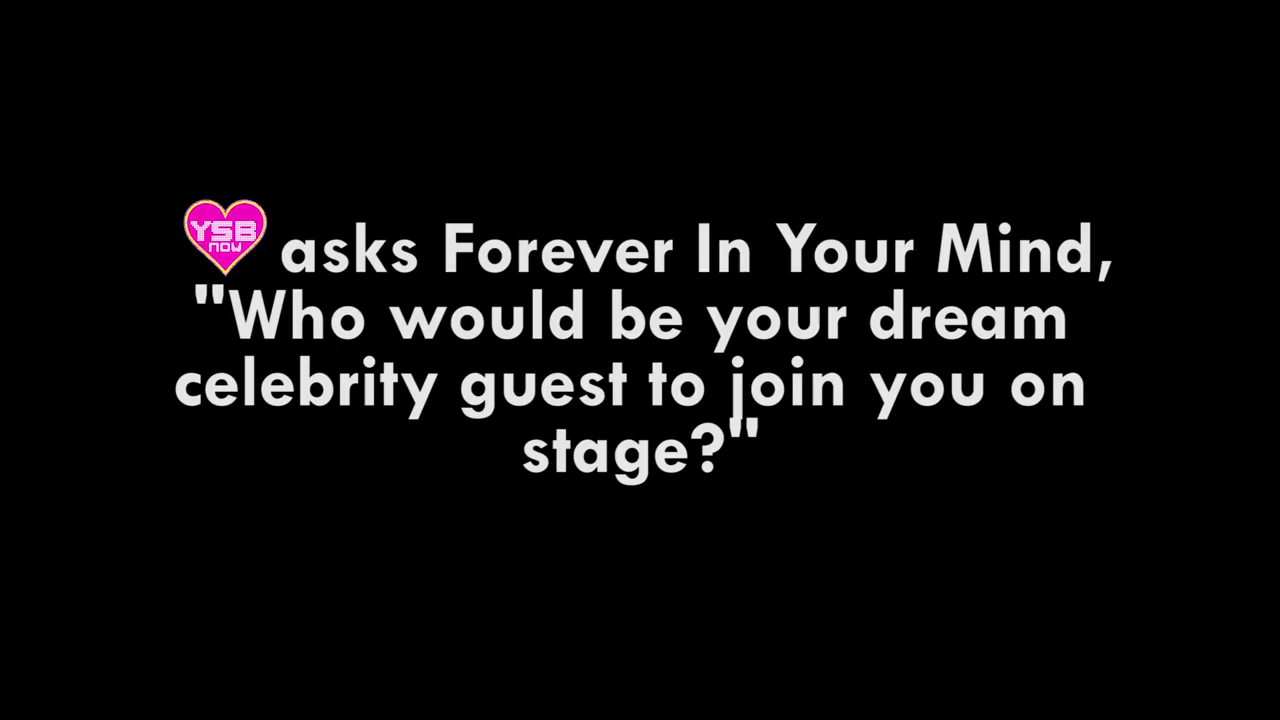 YSB
now
asks Forever In Your Mind,
"Who would be your dream
celebrity guest to join you on
stage?"